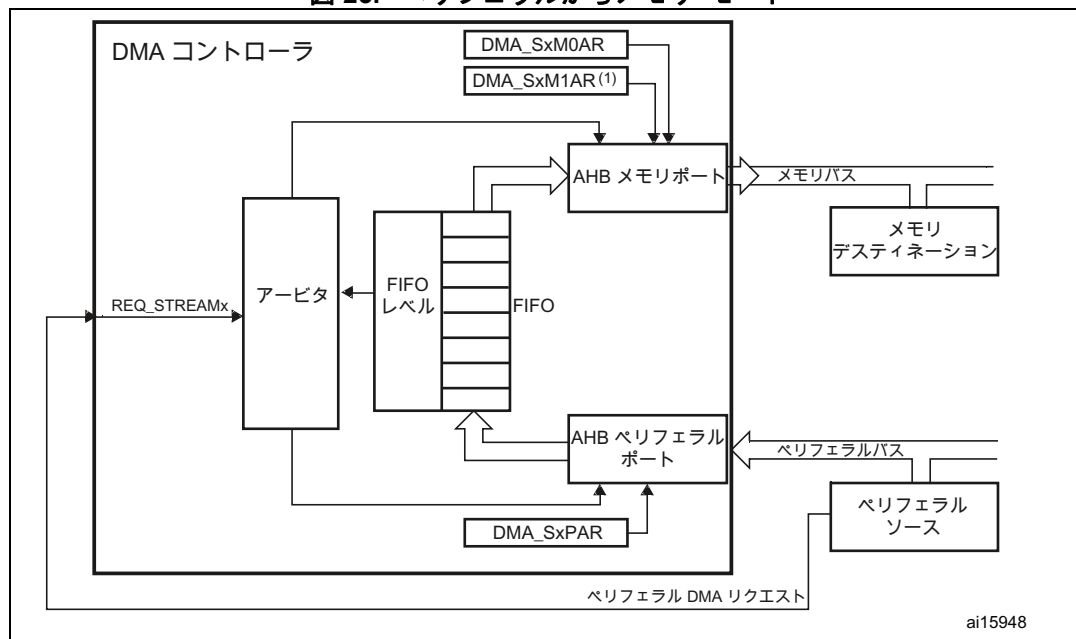 DMA コントローラ
DMA_SxM0AR
DMA_SxM1AR(1)
AHB メモリポート
メモリバス
メモリ
デスティネーション
REQ_STREAMx
アービタ
FIFO
レベル
FIFO
AHB ペリフェラル
ポート
ペリフェラルバス
ペリフェラル
ソース
DMA_SxPAR
ペリフェラル DMA リクエスト
ai15948